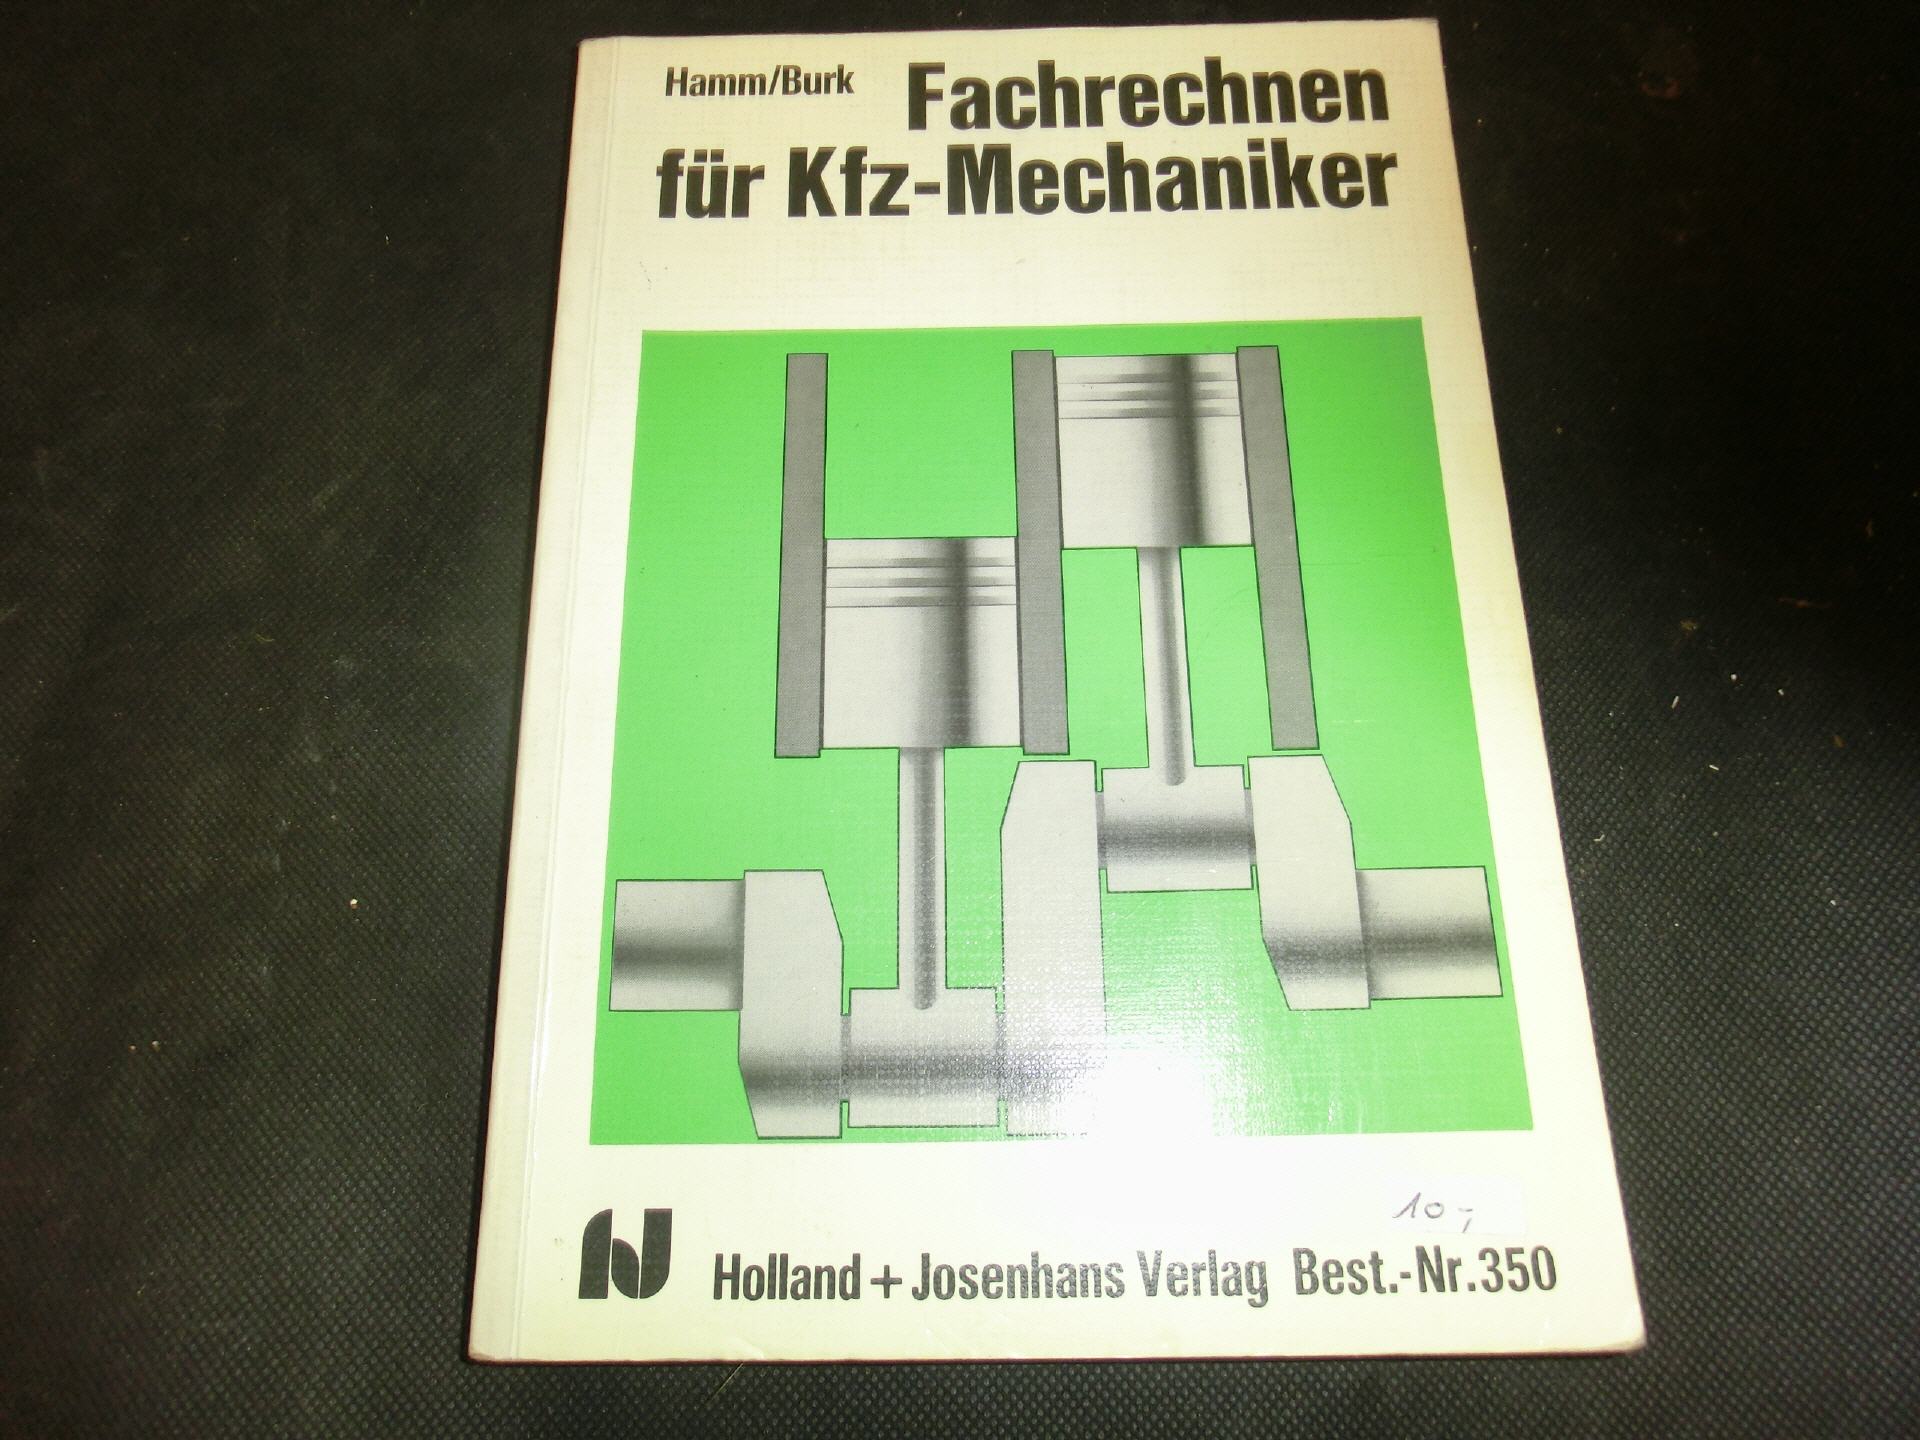 Hamm/Burk Fachrechnen
für Kfz-Mechaniker
10,-
Holland + Josenhans Verlag Best.-Nr. 350